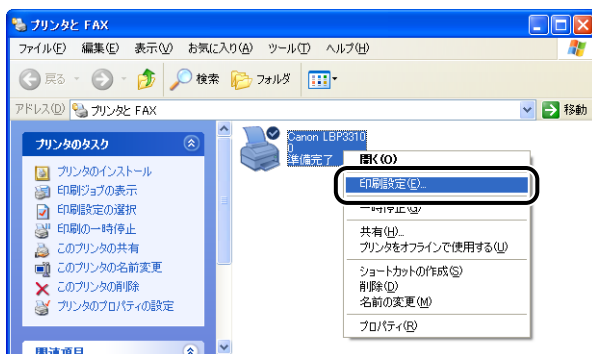 プリンタと FAX
ファイル(F) 編集(E) 表示(V) お気に入り(A) ツール(T) ヘルプ(H)
戻る 検索 フォルダ
アドレス(D) プリンタと FAX 移動
プリンタのタスク
プリンタのインストール
印刷ジョブの表示
印刷設定の選択
印刷の一時停止
このプリンタの共有
このプリンタの名前変更
このプリンタの削除
プリンタのプロパティの設定
関連項目
Canon LBP3310
0
準備完了
開く(O)
印刷設定(E)...
一時停止(G)
共有(H)...
プリンタをオフラインで使用する(U)
ショートカットの作成(S)
削除(D)
名前の変更(M)
プロパティ(R)